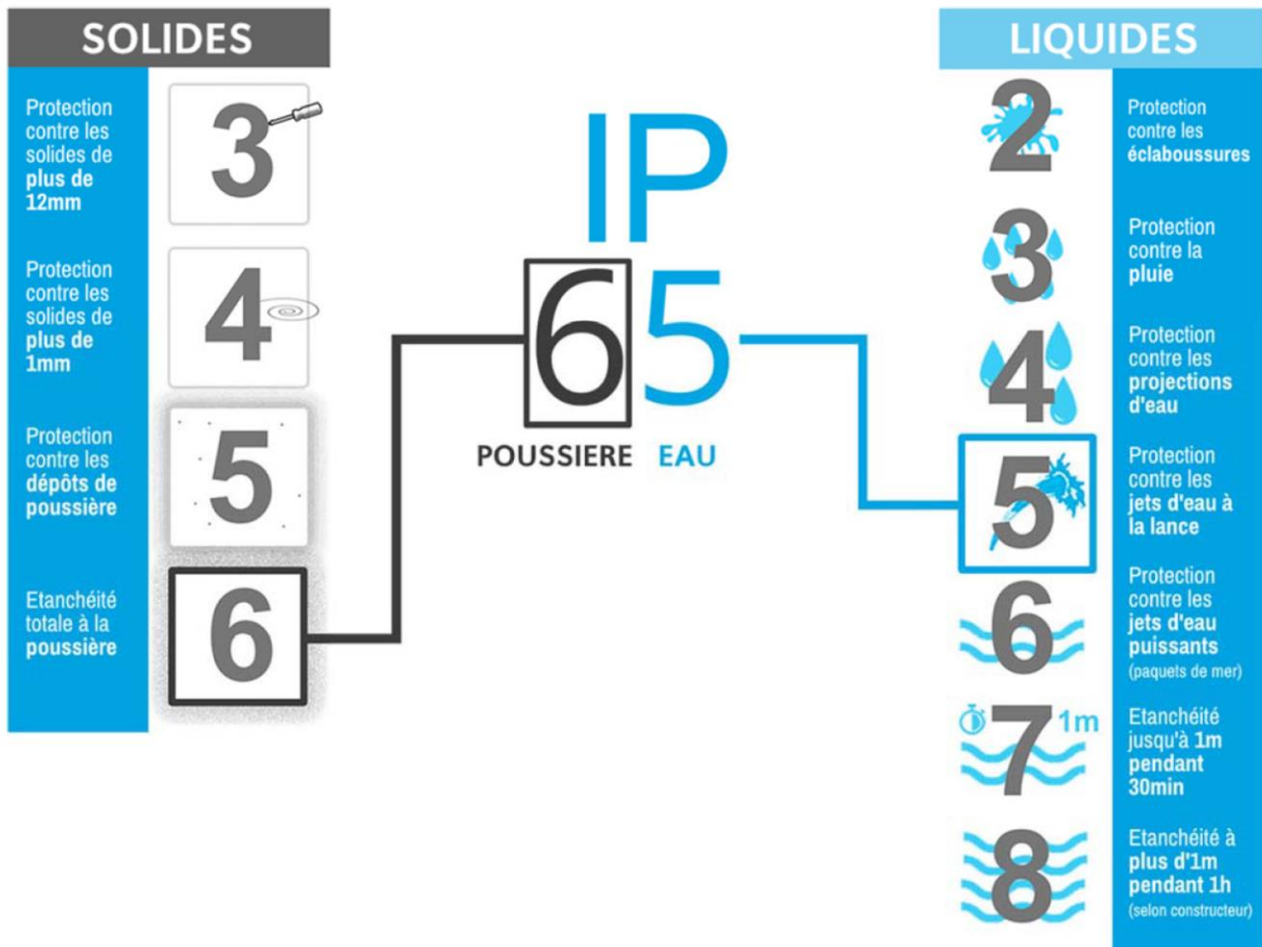 SOLIDES
Protection
contre les
solides de
plus de
12mm
3
Protection
contre les
solides de
plus de
1mm
4
Protection
contre les
dépôts de
poussière
5
Etanchéité
totale à la
poussière
6
IP
65
POUSSIERE EAU
LIQUIDES
2
Protection
contre les
éclaboussures
3
Protection
contre la
pluie
4
Protection
contre les
projections
d'eau
5
Protection
contre les
jets d'eau à
la lance
6
Protection
contre les
jets d'eau
puissants
(paquets de mer)
7 1m
Etanchéité
jusqu'à 1m
pendant
30min
8
Etanchéité à
plus d'1m
pendant 1h
(selon constructeur)